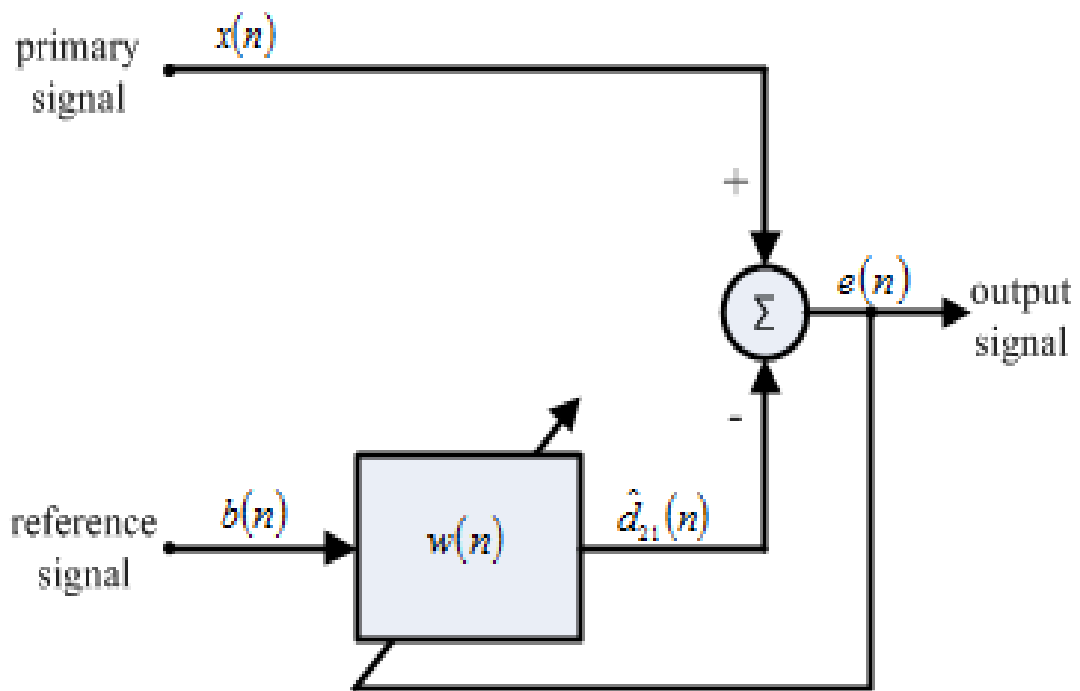 primary
signal
x(n)
+
Σ
e(n)
output
signal
-
reference
signal
b(n)
w(n)
d̂₂₁(n)